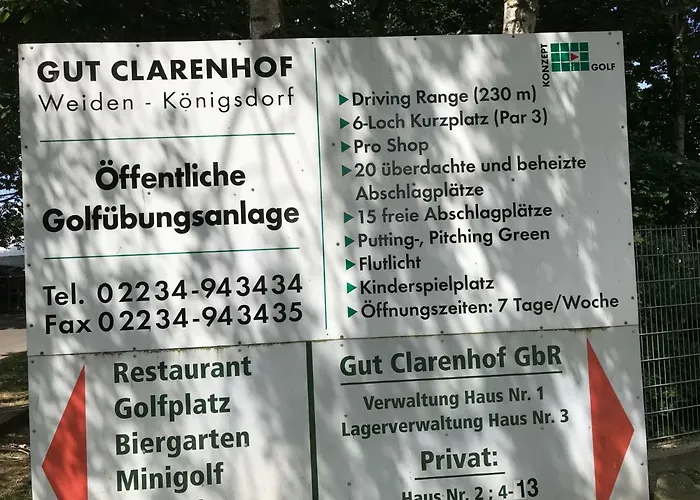 GUT CLARENHOF
Weiden - Königsdorf
Öffentliche
Golfübungsanlage
Tel. 02234-943434
Fax 02234-943435
KONZEPT
GOLF
Driving Range (230 m)
6-Loch Kurzplatz (Par 3)
Pro Shop
20 überdachte und beheizte
Abschlagplätze
15 freie Abschlagplätze
Putting-, Pitching Green
Flutlicht
Kinderspielplatz
Öffnungszeiten: 7 Tage/Woche
Restaurant
Golfplatz
Biergarten
Minigolf
Gut Clarenhof GbR
Verwaltung Haus Nr. 1
Lagerverwaltung Haus Nr. 3
Privat:
Haus Nr. 2 ; 4-13